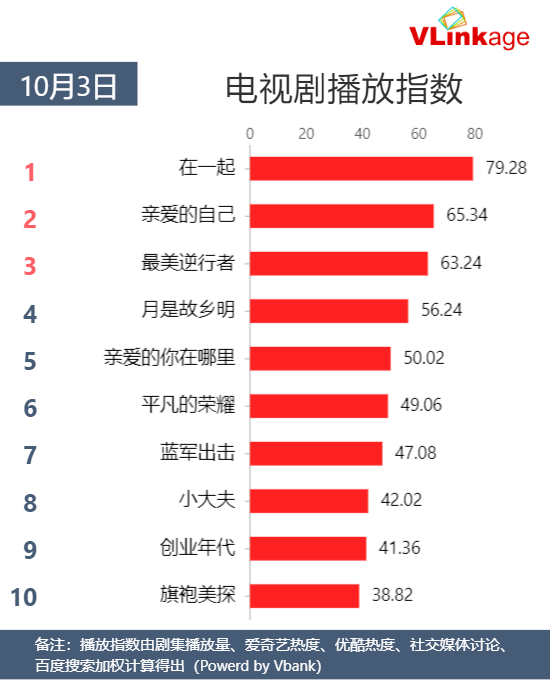 VLinkage
10月3日
电视剧播放指数
0 20 40 60 80
1 在一起 79.28
2 亲爱的自己 65.34
3 最美逆行者 63.24
4 月是故乡明 56.24
5 亲爱的你在哪里 50.02
6 平凡的荣耀 49.06
7 蓝军出击 47.08
8 小大夫 42.02
9 创业年代 41.36
10 旗袍美探 38.82
备注：播放指数由剧集播放量、爱奇艺热度、优酷热度、社交媒体讨论、
百度搜索加权计算得出（Powerd by Vbank）